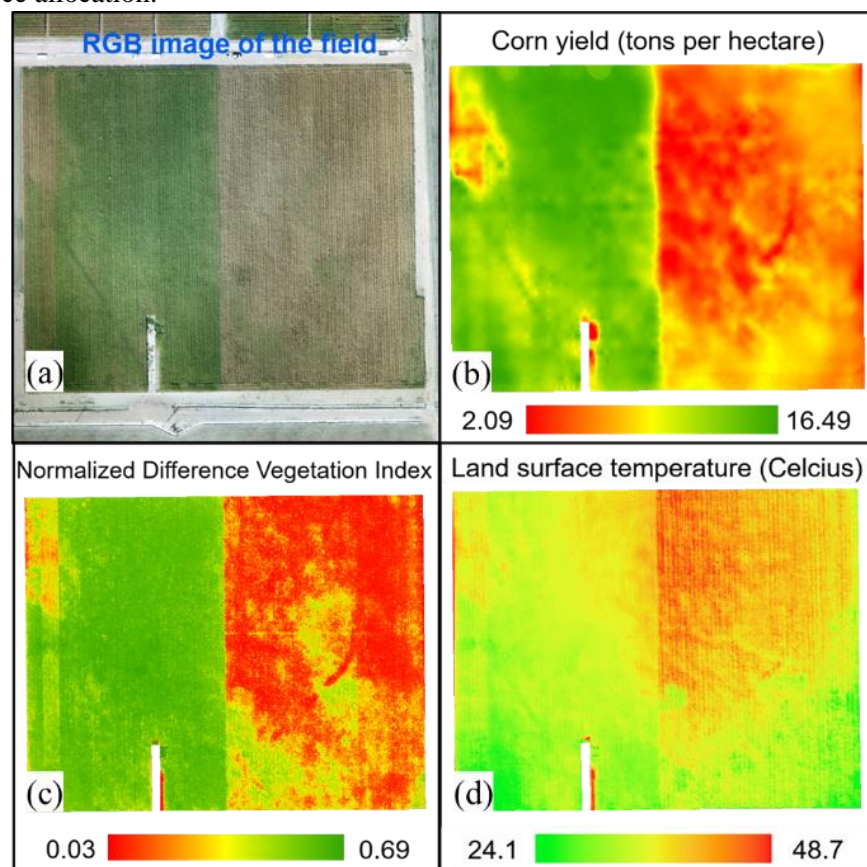 RGB image of the field
Corn yield (tons per hectare)
(a)
(b)
2.09
16.49
Normalized Difference Vegetation Index
Land surface temperature (Celcius)
(c)
(d)
0.03
0.69
24.1
48.7